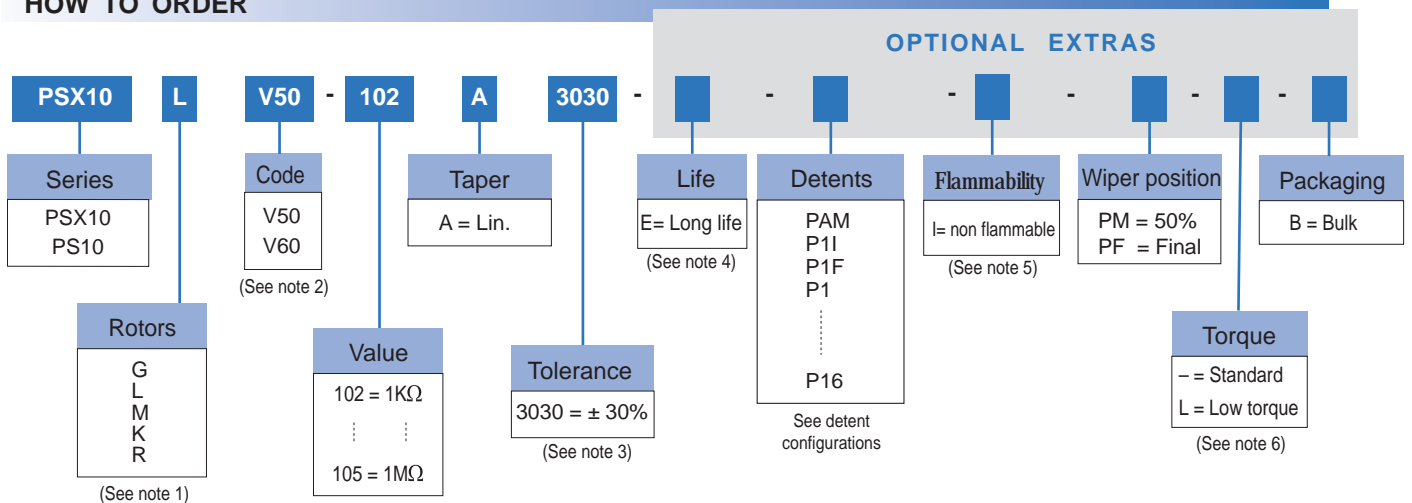 HOW TO ORDER
OPTIONAL EXTRAS
PSX10 L V50 - 102 A 3030 - - - - - -
Series
PSX10
PS10
Code
V50
V60
(See note 2)
Taper
A = Lin.
Life
E= Long life
(See note 4)
Detents
PAM
P1I
P1F
P1
P16
See detent
configurations
Flammability
I= non flammable
(See note 5)
Wiper position
PM = 50%
PF = Final
Packaging
B = Bulk
Rotors
G
L
M
K
R
(See note 1)
Value
102 = 1KΩ
105 = 1MΩ
Tolerance
3030 = ± 30%
(See note 3)
Torque
– = Standard
L = Low torque
(See note 6)